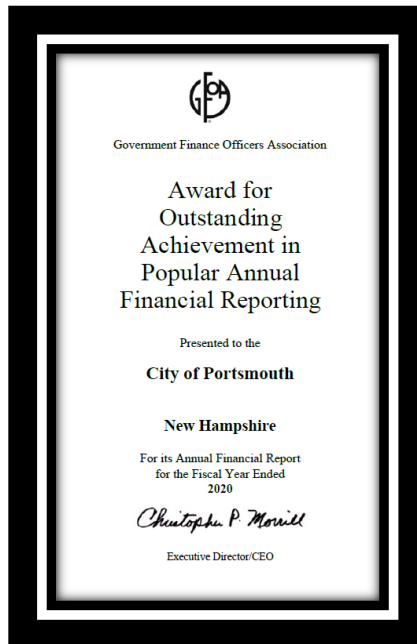 GFOA
Government Finance Officers Association
Award for
Outstanding
Achievement in
Popular Annual
Financial Reporting
Presented to the
City of Portsmouth
New Hampshire
For its Annual Financial Report
for the Fiscal Year Ended
2020
Christopher P. Morrill
Executive Director/CEO